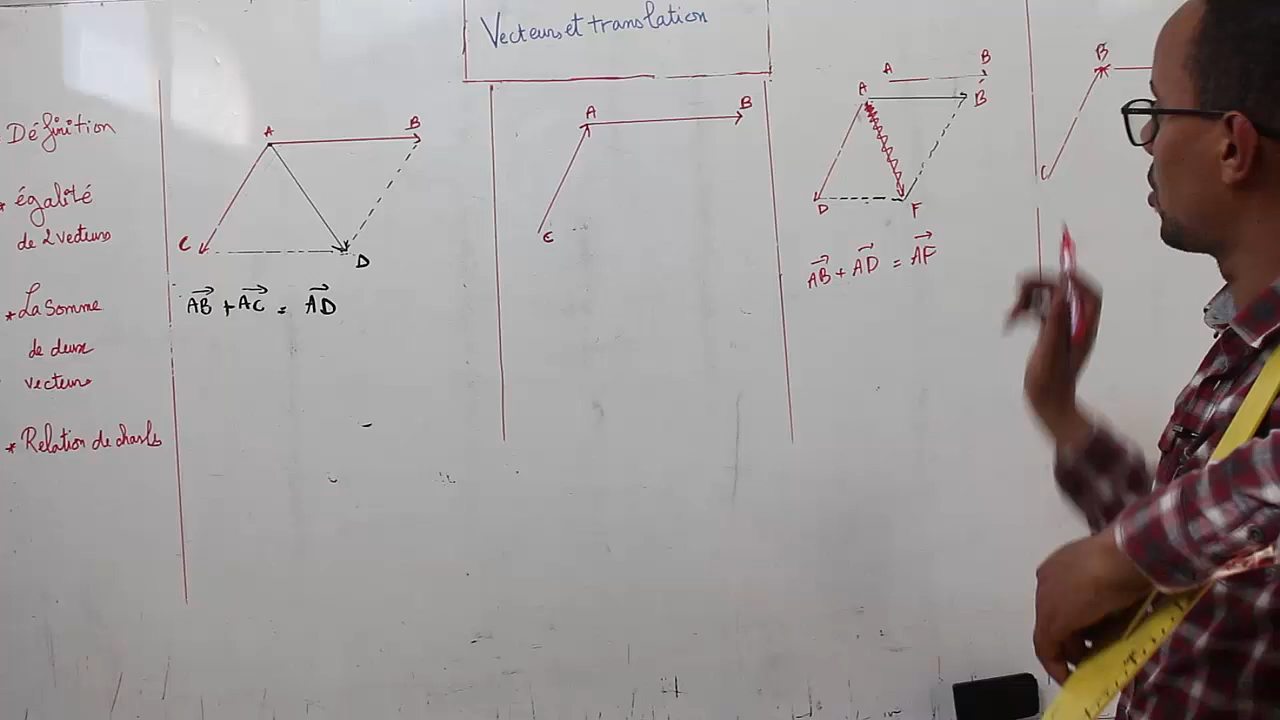 Vecteurs et translation
Définition
* égalité
de 2 vecteurs
* La somme
de deux
vecteurs
* Relation de charls
A
B
C
D
AB + AC = AD
A
B
C
A
B
A
B
D
F
AB + AD = AF
B
C